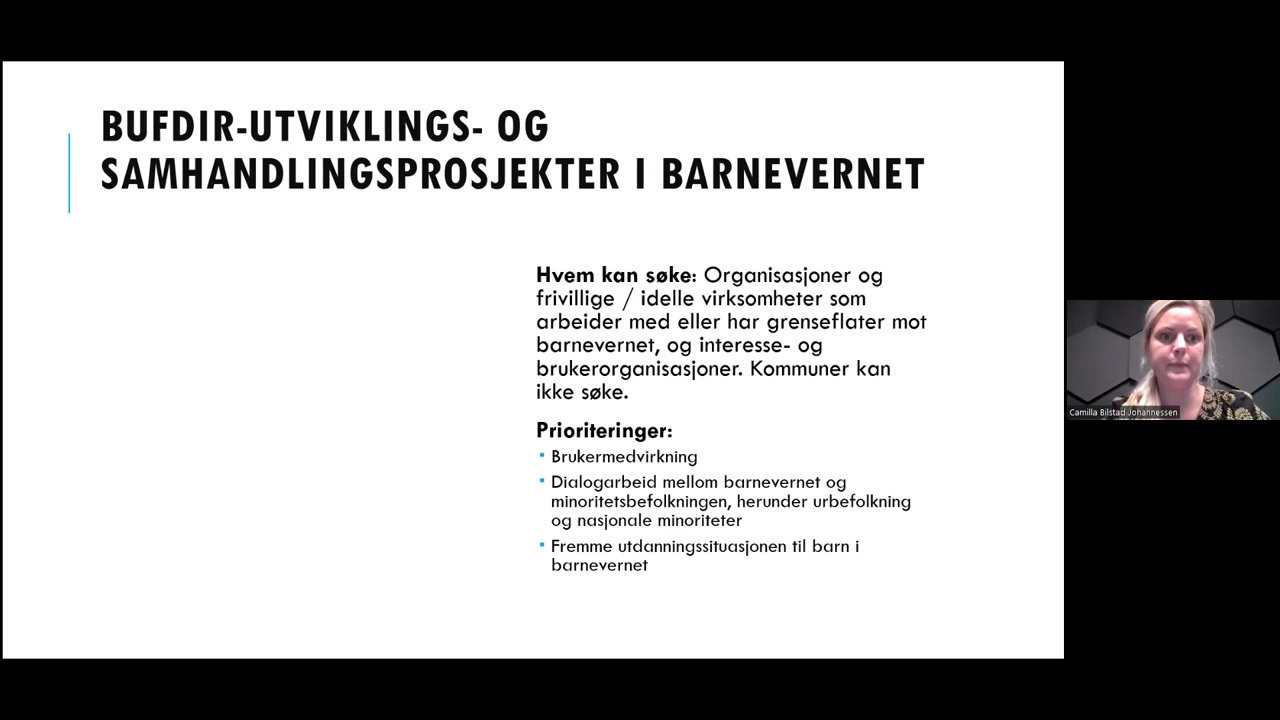 BUFDIR-UTVIKLINGS- OG
SAMHANDLINGSPROSJEKTER I BARNEVERNET
Hvem kan søke: Organisasjoner og
frivillige / idelle virksomheter som
arbeider med eller har grenseflater mot
barnevernet, og interesse- og
brukerorganisasjoner. Kommuner kan
ikke søke.
Prioriteringer:
▪ Brukermedvirkning
▪ Dialogarbeid mellom barnevernet og
minoritetsbefolkningen, herunder urbefolkning
og nasjonale minoriteter
▪ Fremme utdanningssituasjonen til barn i
barnevernet
Camilla Bilstad Johannessen